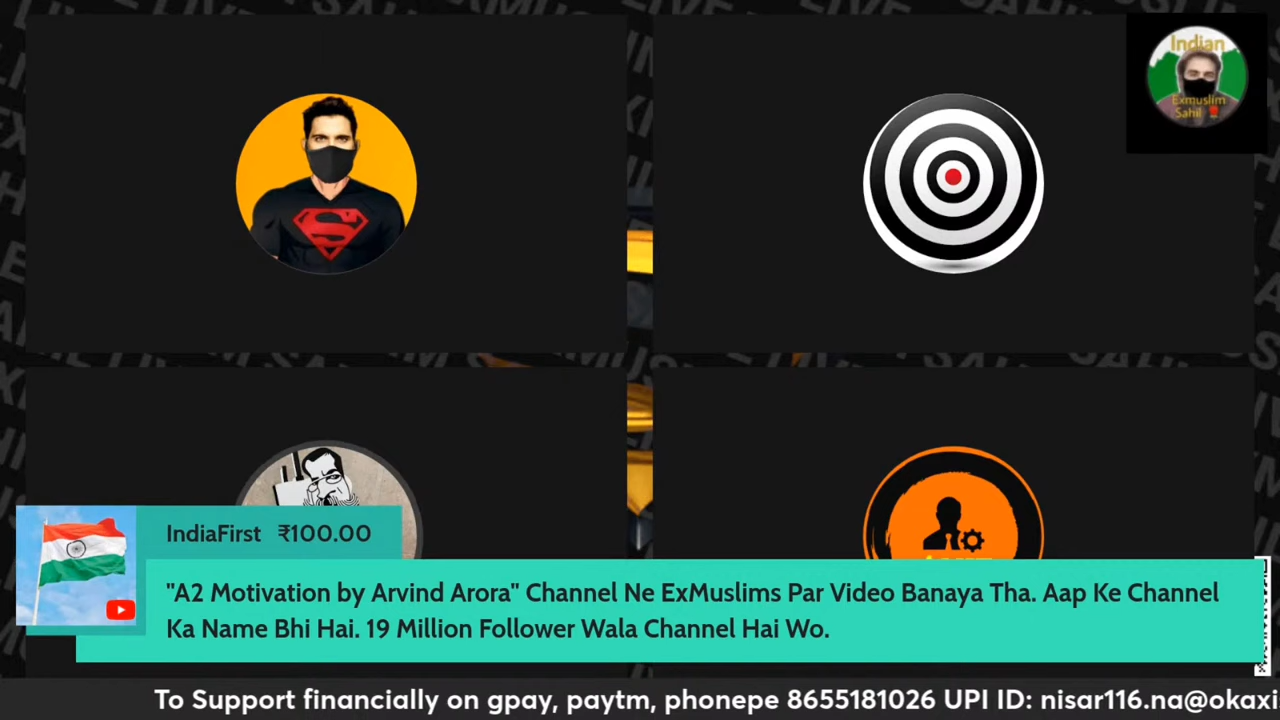 Indian
Exmuslim
Sahil
IndiaFirst ₹100.00
"A2 Motivation by Arvind Arora" Channel Ne ExMuslims Par Video Banaya Tha. Aap Ke Channel
Ka Name Bhi Hai. 19 Million Follower Wala Channel Hai Wo.
To Support financially on gpay, paytm, phonepe 8655181026 UPI ID: nisar116.na@okaxi